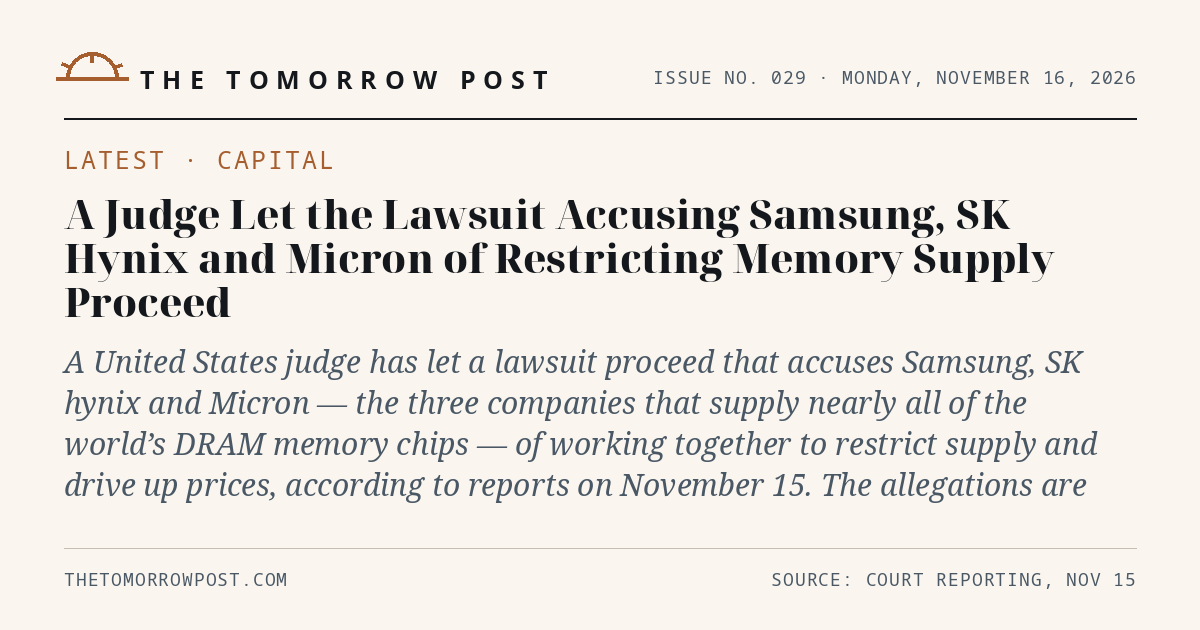 THE TOMORROW POST
ISSUE NO. 029 · MONDAY, NOVEMBER 16, 2026
LATEST · CAPITAL
A Judge Let the Lawsuit Accusing Samsung, SK
Hynix and Micron of Restricting Memory Supply
Proceed
A United States judge has let a lawsuit proceed that accuses Samsung, SK
hynix and Micron — the three companies that supply nearly all of the
world’s DRAM memory chips — of working together to restrict supply and
drive up prices, according to reports on November 15. The allegations are
THETOMORROWPOST.COM
SOURCE: COURT REPORTING, NOV 15